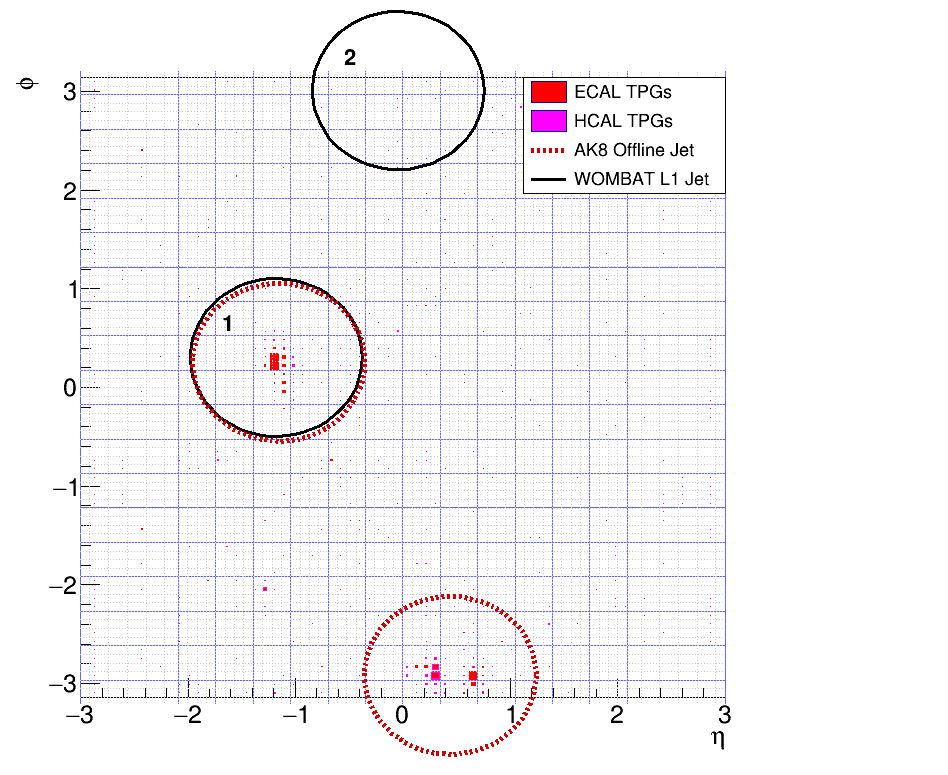 2
ϕ
3
ECAL TPGs
HCAL TPGs
AK8 Offline Jet
WOMBAT L1 Jet
2
1
1
0
−1
−2
−3
−3 −2 −1 0 1 2 3
η